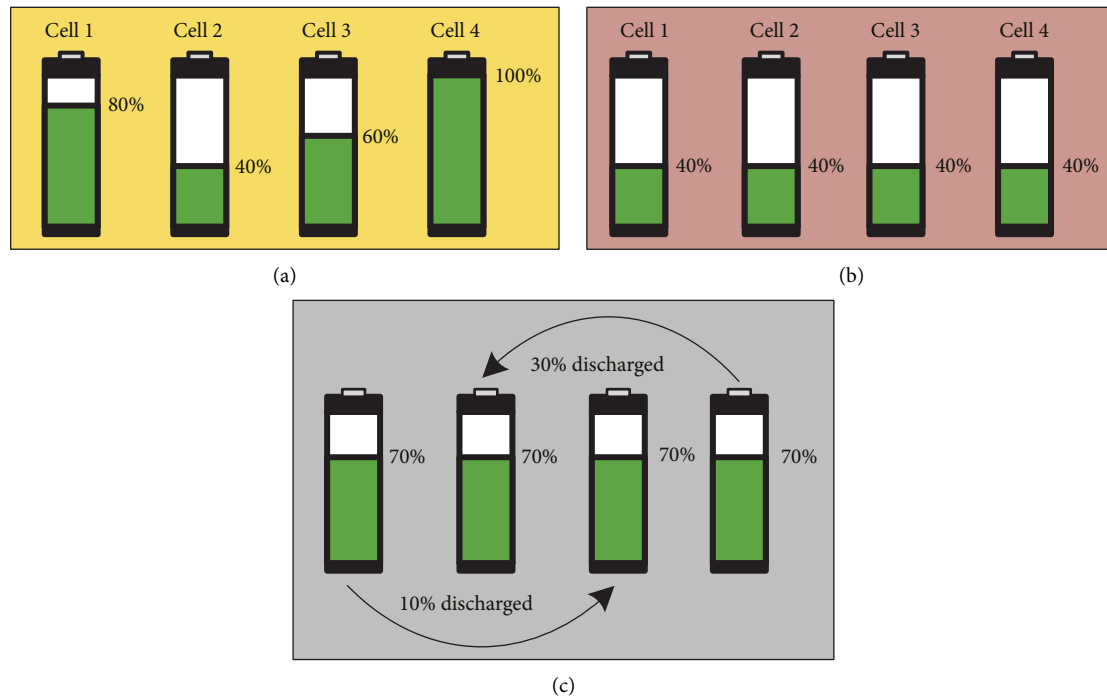 Cell 1 Cell 2 Cell 3 Cell 4
100%
80%
60%
40%
(a)
Cell 1 Cell 2 Cell 3 Cell 4
40% 40% 40% 40%
(b)
30% discharged
70% 70% 70% 70%
10% discharged
(c)